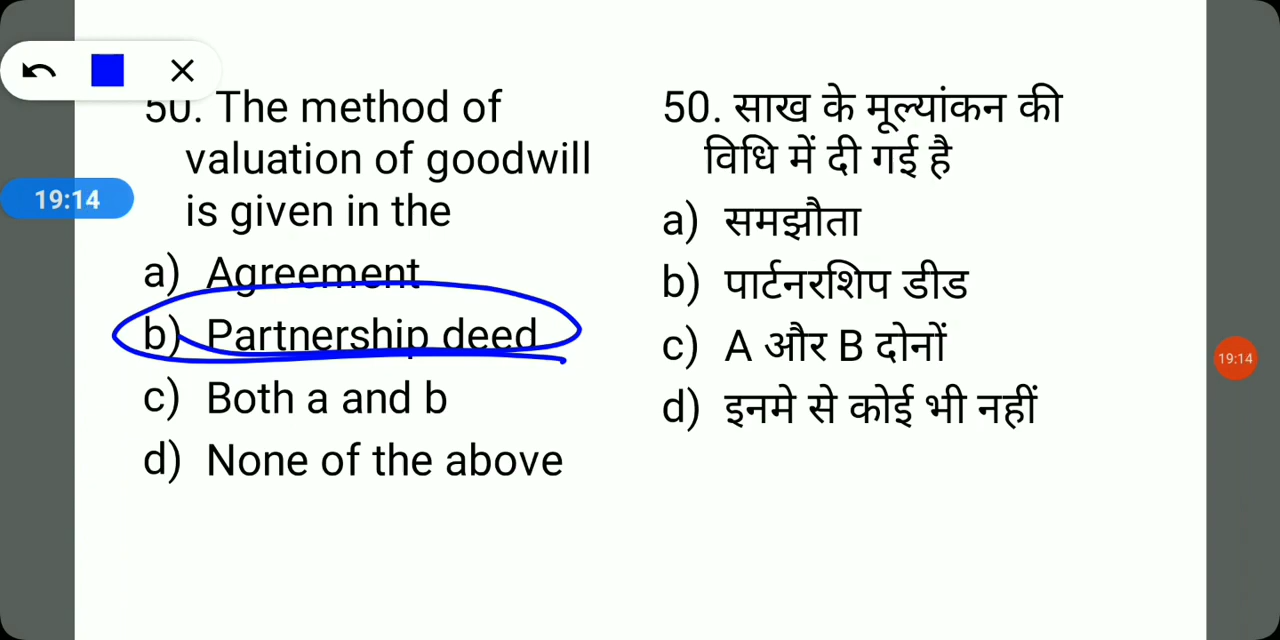 50. The method of
valuation of goodwill
is given in the
a) Agreement
b) Partnership deed
c) Both a and b
d) None of the above
50. साख के मूल्यांकन की
विधि में दी गई है
a) समझौता
b) पार्टनरशिप डीड
c) A और B दोनों
d) इनमे से कोई भी नहीं
19:14
19:14